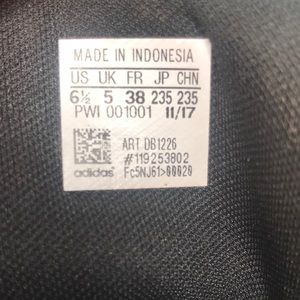 MADE IN INDONESIA
US UK FR JP CHN
6½ 5 38 235 235
PWI 001001 11/17
ART DB1226
#119253802
adidas Fc5NJ61>00020